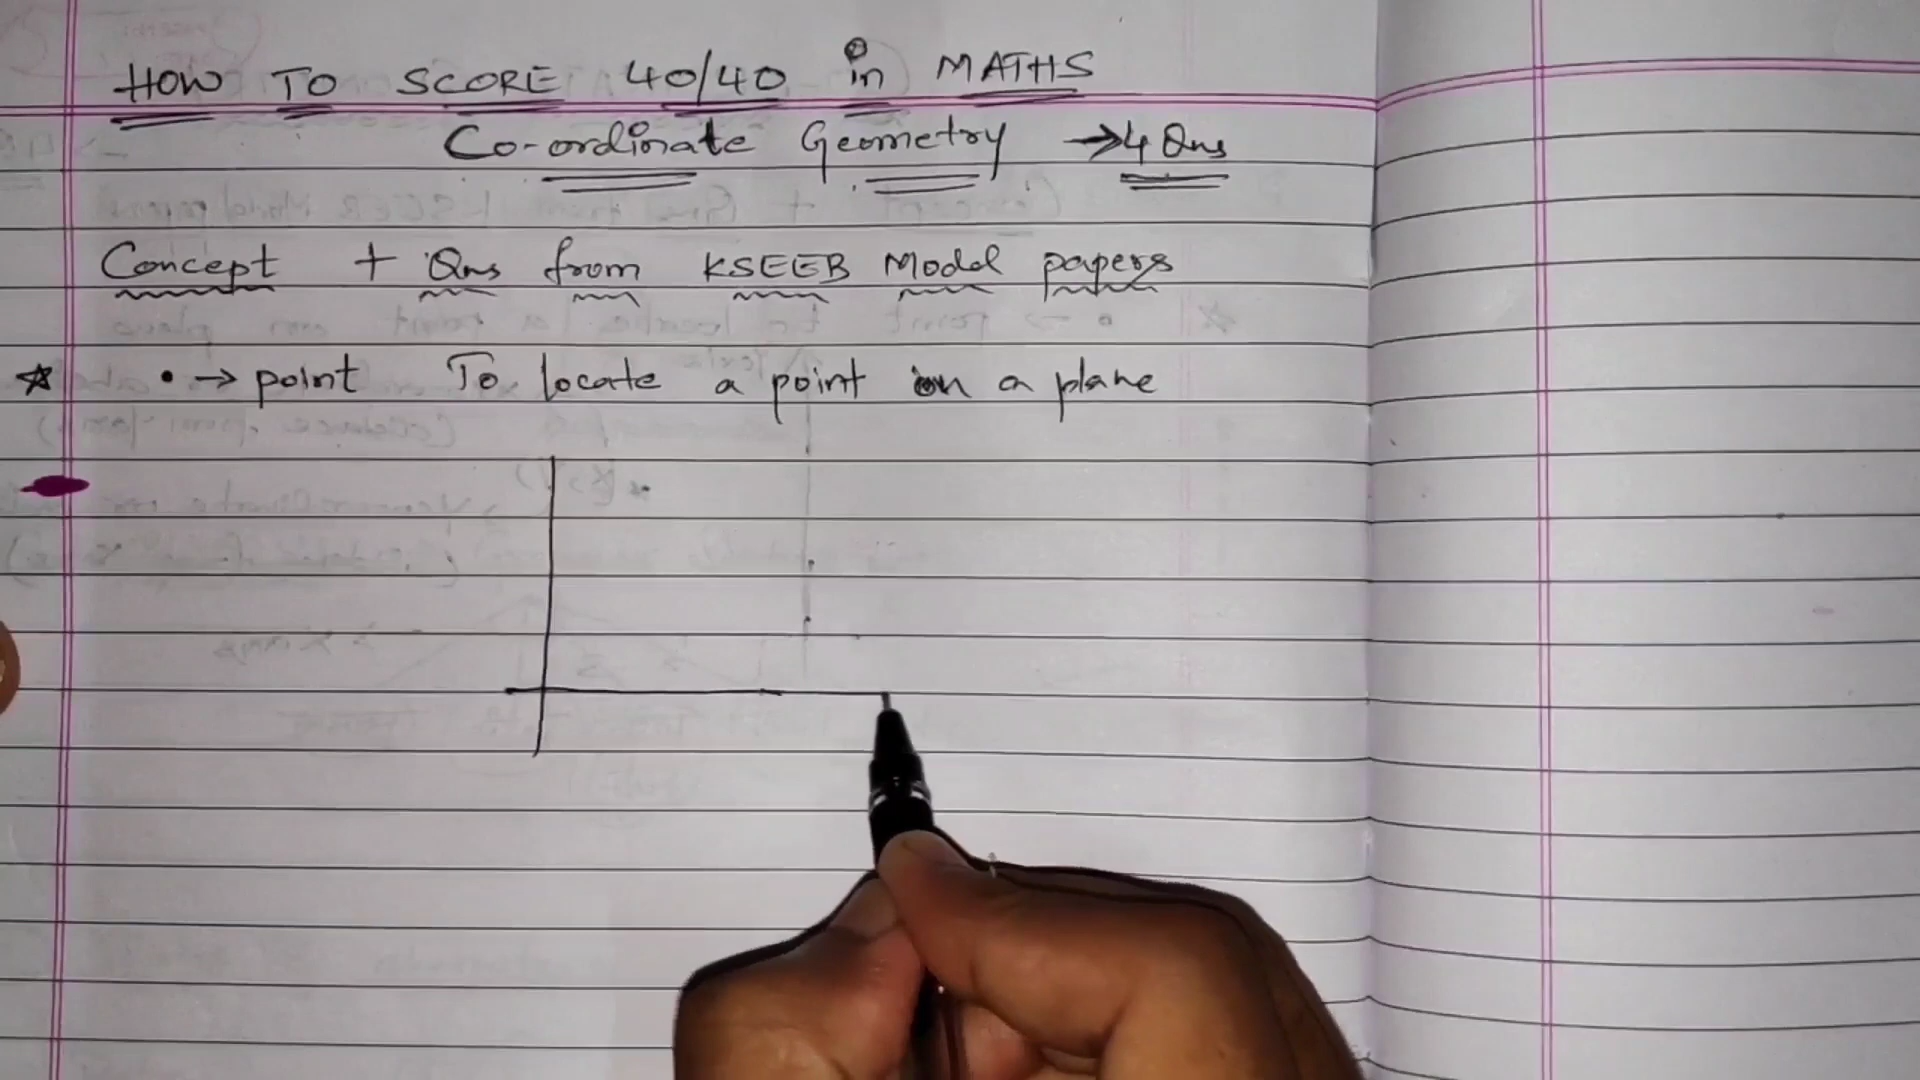 HOW TO SCORE 40/40 in MATHS
Co-ordinate Geometry → 4 Qns
Concept + Qns from KSEEB Model papers
☆ • → point To locate a point on a plane